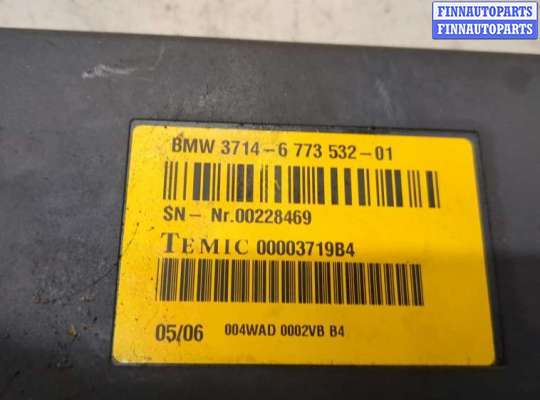 FINNAUTOPARTS
FINNAUTOPARTS
BMW 3714-6 773 532-01
SN- Nr.00228469
TEMIC 00003719B4
05/06 004WAD 0002VB B4